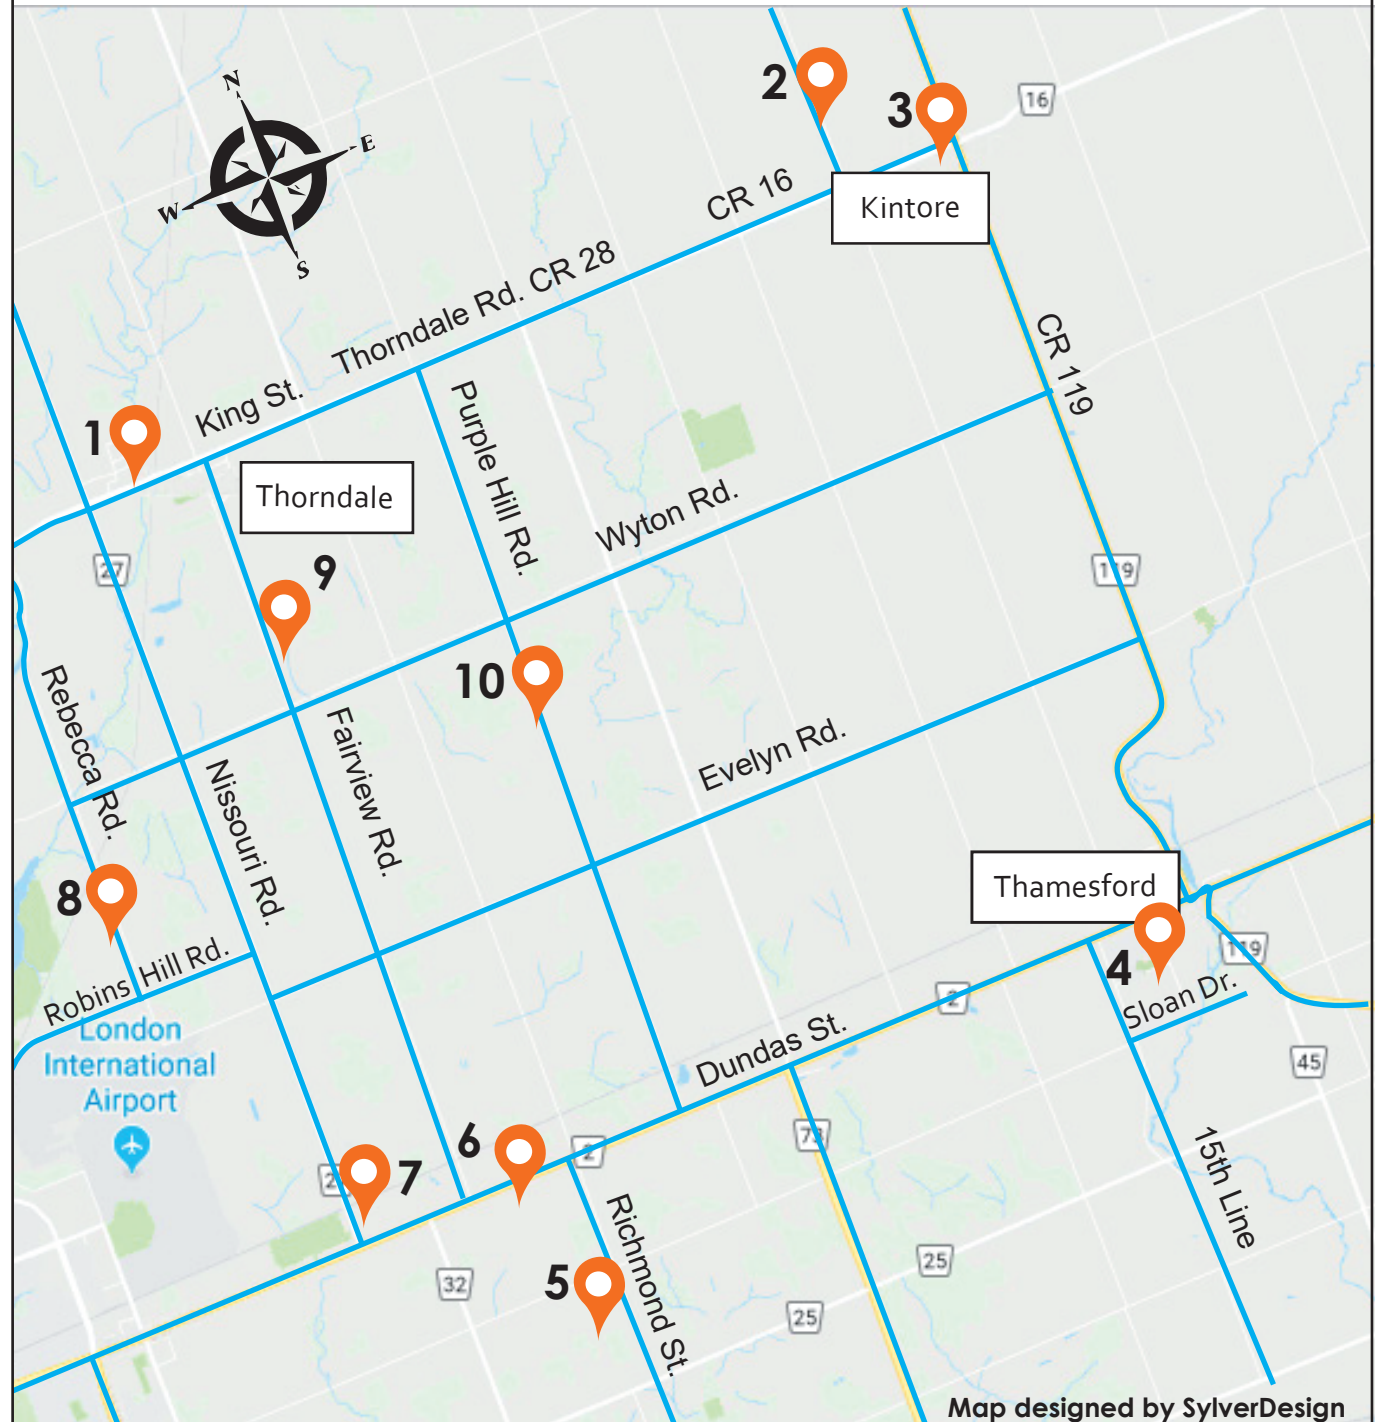 N
E
W
S
2
3
16
Kintore
CR 16
Thorndale Rd. CR 28
King St.
1
Thorndale
CR 119
Purple Hill Rd.
Wyton Rd.
27
9
119
10
Rebecca Rd.
Fairview Rd.
Nissouri Rd.
Evelyn Rd.
8
Thamesford
4
119
Robins Hill Rd.
Sloan Dr.
2
London
International
Airport
Dundas St.
45
73
6
2
7
15th Line
Richmond St.
5
32
25
25
Map designed by SylverDesign